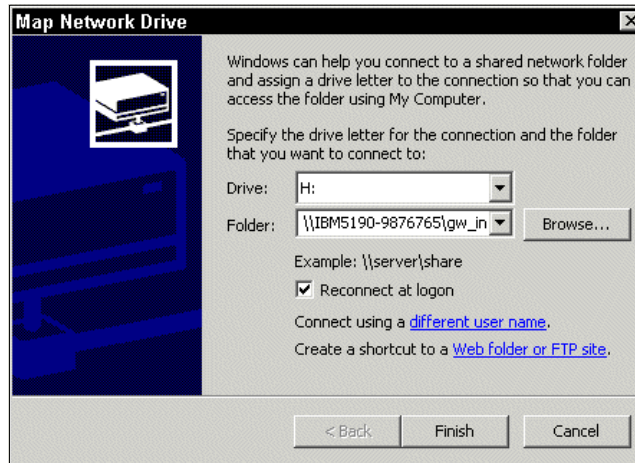 Map Network Drive
Windows can help you connect to a shared network folder
and assign a drive letter to the connection so that you can
access the folder using My Computer.
Specify the drive letter for the connection and the folder
that you want to connect to:
Drive: H:
Folder: \\IBM5190-9876765\gw_in Browse...
Example: \\server\share
Reconnect at logon
Connect using a different user name.
Create a shortcut to a Web folder or FTP site.
< Back Finish Cancel